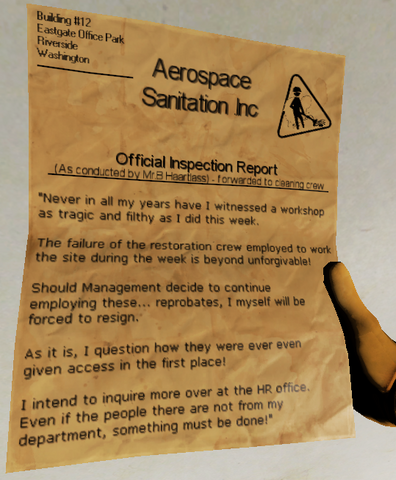 Building #12
Eastgate Office Park
Riverside
Washington
Aerospace
Sanitation Inc
Official Inspection Report
(As conducted by Mr.B Haartlass) - forwarded to cleaning crew
"Never in all my years have I witnessed a workshop
as tragic and filthy as I did this week.
The failure of the restoration crew employed to work
the site during the week is beyond unforgivable!
Should Management decide to continue
employing these... reprobates, I myself will be
forced to resign.
As it is, I question how they were ever even
given access in the first place!
I intend to inquire more over at the HR office.
Even if the people there are not from my
department, something must be done!"